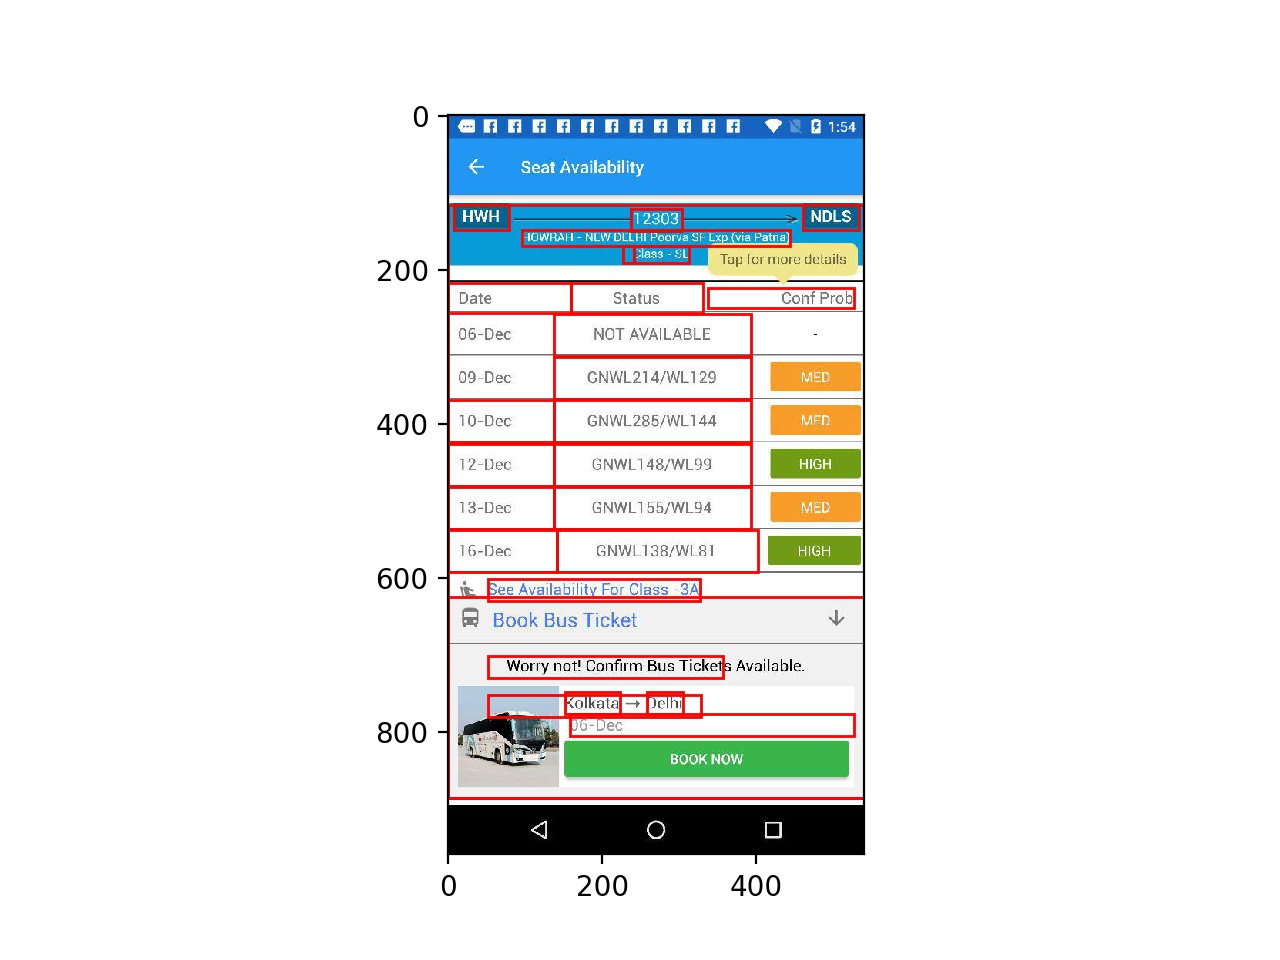 0
200
400
600
800
0
200
400
1:54
Seat Availability
HWH 12303 NDLS
HOWRAH - NEW DELHI Poorva SF Exp (via Patna)
Class - SL
Tap for more details
Date Status Conf Prob
06-Dec NOT AVAILABLE -
09-Dec GNWL214/WL129 MED
10-Dec GNWL285/WL144 MED
12-Dec GNWL148/WL99 HIGH
13-Dec GNWL155/WL94 MED
16-Dec GNWL138/WL81 HIGH
See Availability For Class -3A
Book Bus Ticket
Worry not! Confirm Bus Tickets Available.
Kolkata → Delhi
06-Dec
BOOK NOW